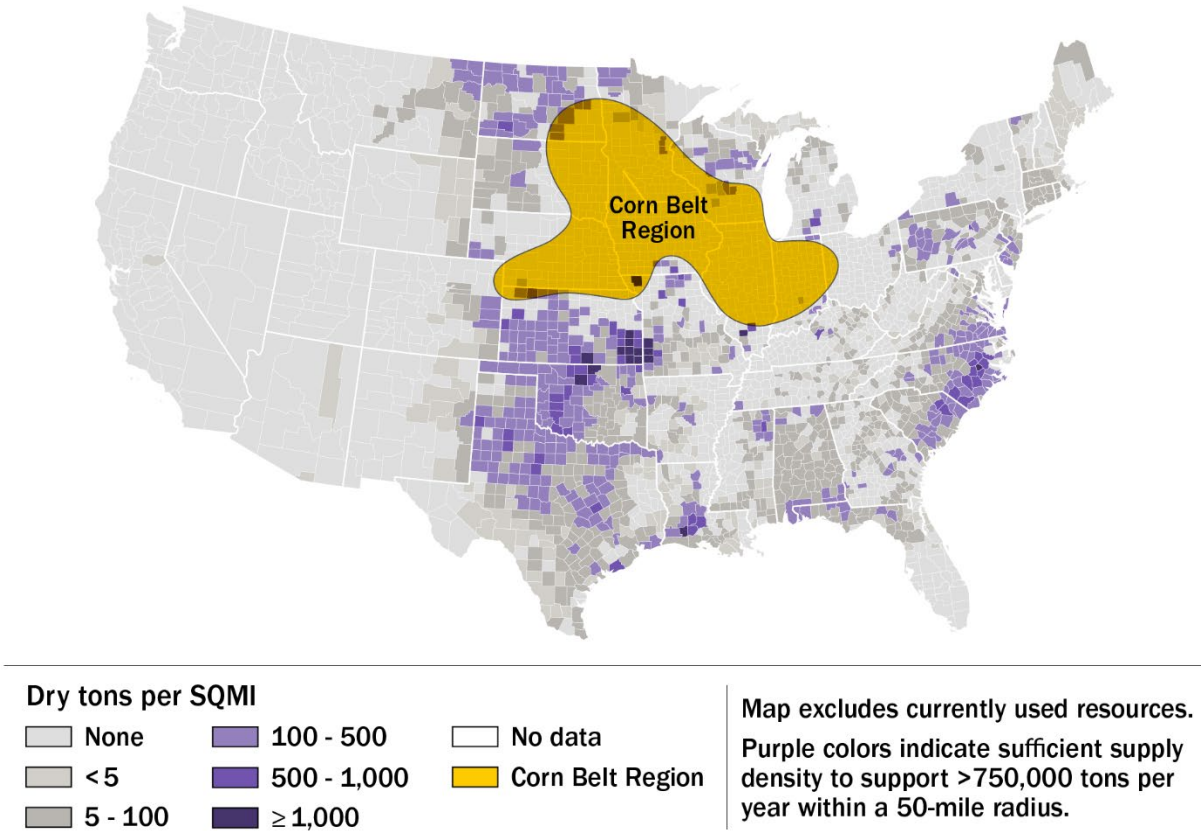 Corn Belt
Region
Dry tons per SQMI
None
< 5
5 - 100
100 - 500
500 - 1,000
≥ 1,000
No data
Corn Belt Region
Map excludes currently used resources.
Purple colors indicate sufficient supply
density to support >750,000 tons per
year within a 50-mile radius.